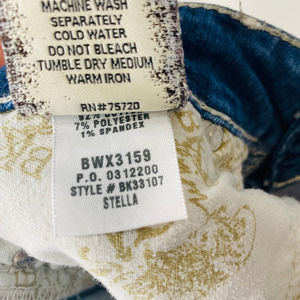 MACHINE WASH
SEPARATELY
COLD WATER
DO NOT BLEACH
TUMBLE DRY MEDIUM
WARM IRON
RN#75720
7% POLYESTER
1% SPANDEX
BWX3159
P.O. 0312200
STYLE # BK33107
STELLA